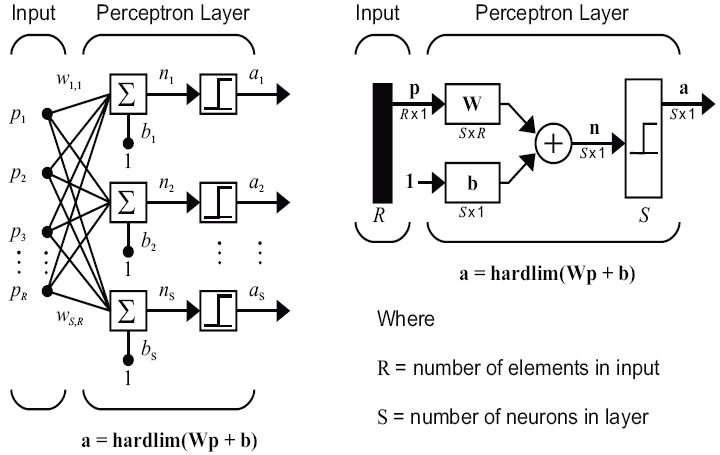 Input Perceptron Layer
w1,1
n1 a1
Σ
p1
b1
1
p2
n2 a2
Σ
p3
b2
1
pR
nS aS
Σ
wS,R
bS
1
a = hardlim(Wp + b)
Input Perceptron Layer
p
R x 1
W
S x R
+
n
S x 1
a
S x 1
1
b
S x 1
R
S
a = hardlim(Wp + b)
Where
R = number of elements in input
S = number of neurons in layer